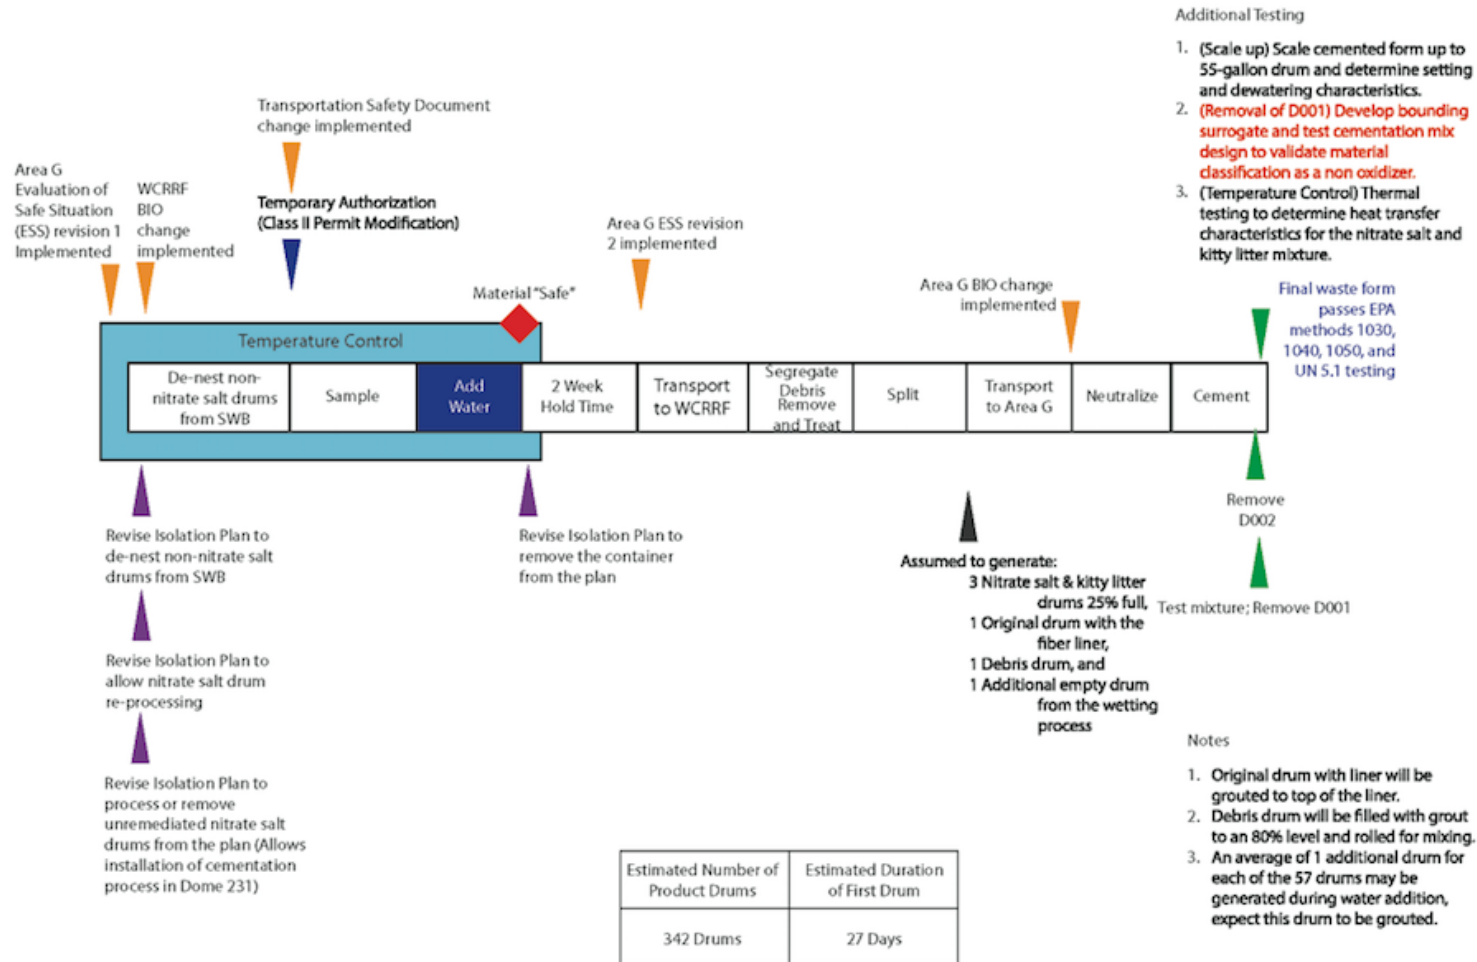 Additional Testing
1. (Scale up) Scale cemented form up to
55-gallon drum and determine setting
and dewatering characteristics.
2. (Removal of D001) Develop bounding
surrogate and test cementation mix
design to validate material
classification as a non oxidizer.
3. (Temperature Control) Thermal
testing to determine heat transfer
characteristics for the nitrate salt and
kitty litter mixture.
Transportation Safety Document
change implemented
Area G
Evaluation of
Safe Situation
(ESS) revision 1
Implemented
WCRRF
BIO
change
implemented
Temporary Authorization
(Class II Permit Modification)
Area G ESS revision
2 implemented
Material "Safe"
Area G BIO change
implemented
Final waste form
passes EPA
methods 1030,
1040, 1050, and
UN 5.1 testing
Temperature Control
De-nest non-
nitrate salt drums
from SWB
Sample
Add
Water
2 Week
Hold Time
Transport
to WCRRF
Segregate
Debris
Remove
and Treat
Split
Transport
to Area G
Neutralize
Cement
Revise Isolation Plan to
de-nest non-nitrate salt
drums from SWB
Revise Isolation Plan to
remove the container
from the plan
Remove
D002
Assumed to generate:
3 Nitrate salt & kitty litter
drums 25% full,
1 Original drum with the
fiber liner,
1 Debris drum, and
1 Additional empty drum
from the wetting
process
Test mixture; Remove D001
Revise Isolation Plan to
allow nitrate salt drum
re-processing
Revise Isolation Plan to
process or remove
unremediated nitrate salt
drums from the plan (Allows
installation of cementation
process in Dome 231)
Notes
1. Original drum with liner will be
grouted to top of the liner.
2. Debris drum will be filled with grout
to an 80% level and rolled for mixing.
3. An average of 1 additional drum for
each of the 57 drums may be
generated during water addition,
expect this drum to be grouted.
Estimated Number of
Product Drums
Estimated Duration
of First Drum
342 Drums
27 Days